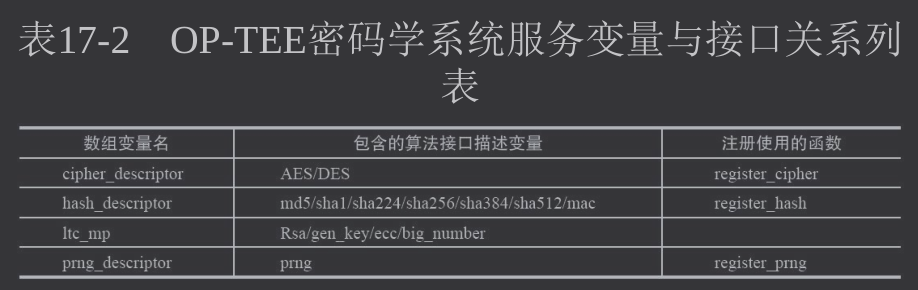 表17-2 OP-TEE密码学系统服务变量与接口关系列
表
数组变量名 包含的算法接口描述变量 注册使用的函数
cipher_descriptor AES/DES register_cipher
hash_descriptor md5/sha1/sha224/sha256/sha384/sha512/mac register_hash
ltc_mp Rsa/gen_key/ecc/big_number
prng_descriptor prng register_prng